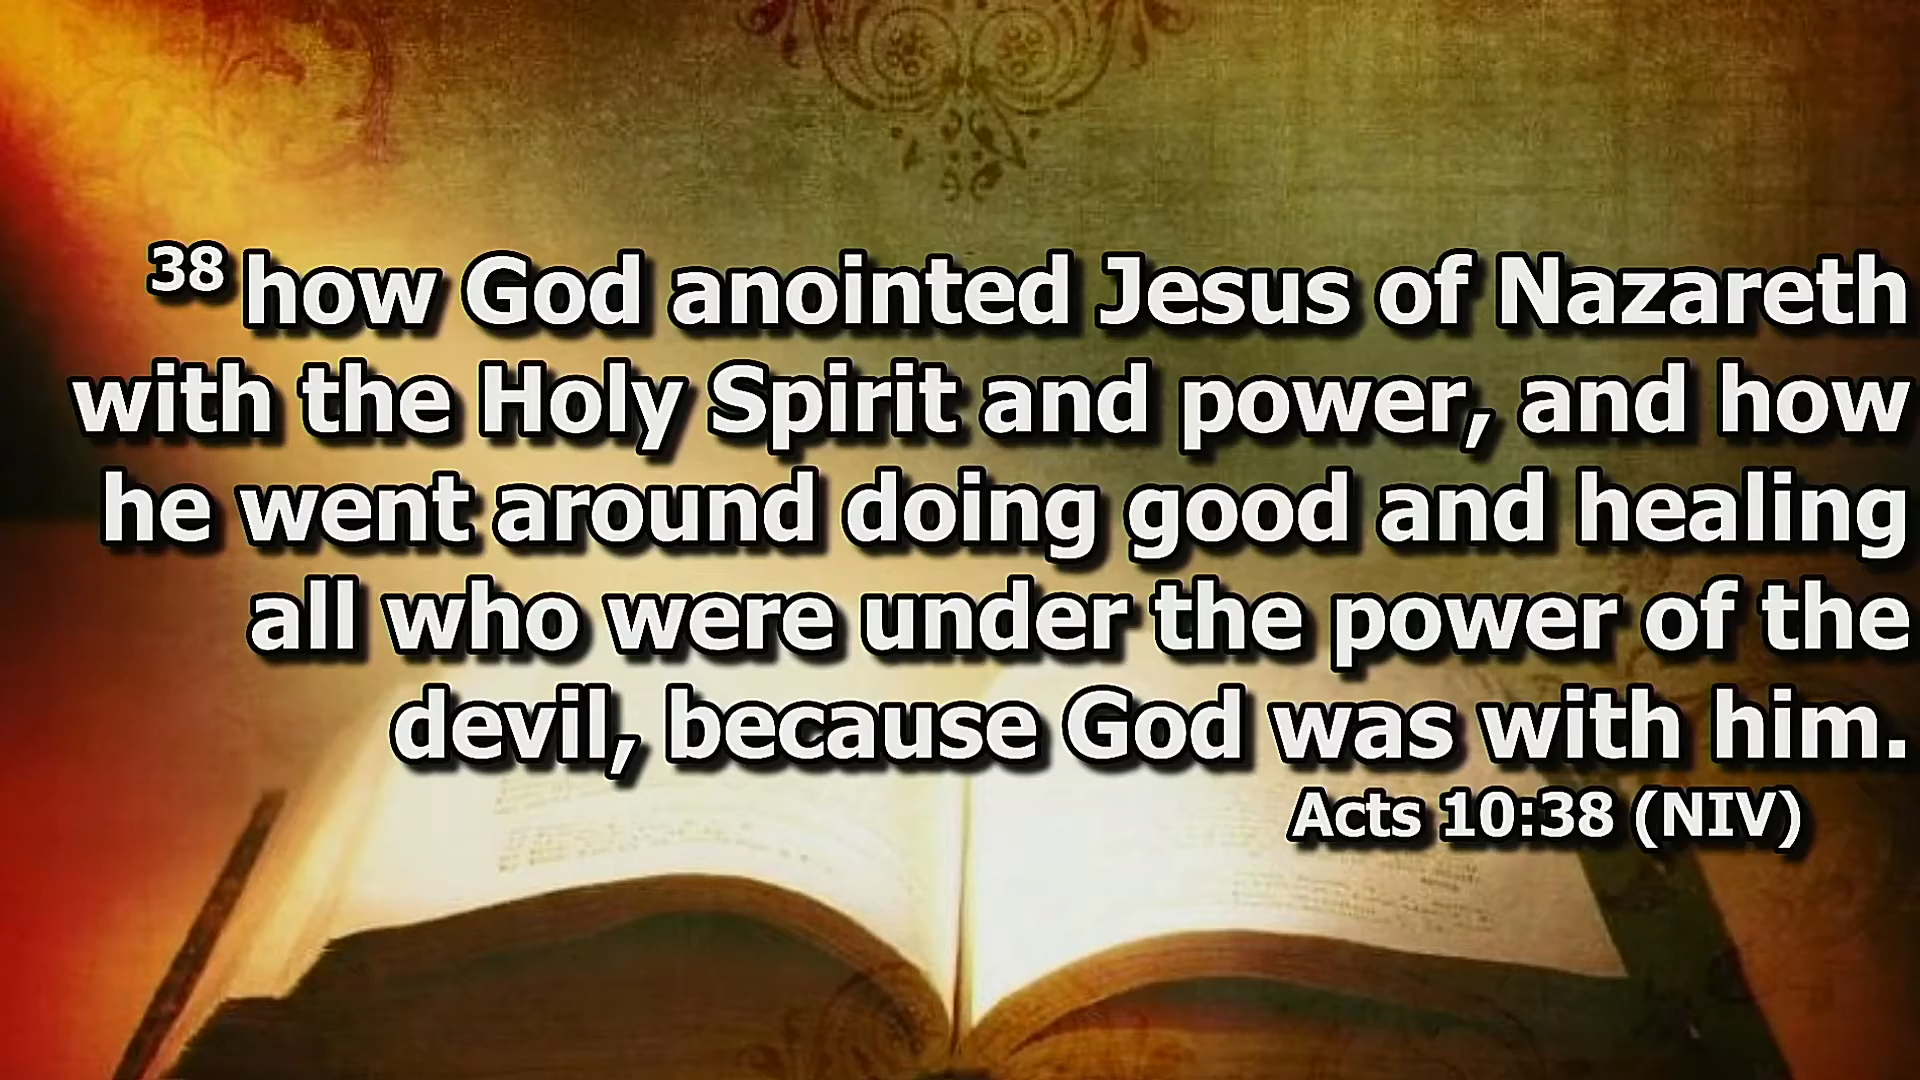 38 how God anointed Jesus of Nazareth
with the Holy Spirit and power, and how
he went around doing good and healing
all who were under the power of the
devil, because God was with him.
Acts 10:38 (NIV)